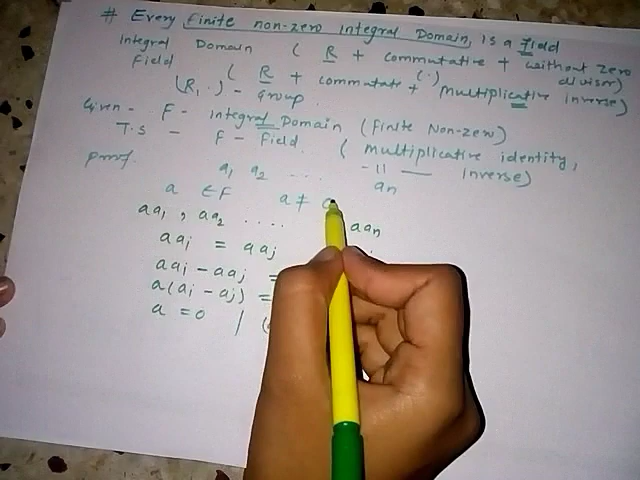 # Every finite non-zero integral Domain, is a field
Integral Domain ( R + commutative + without zero divisor)
Field ( R + commutate (.) + multiplicative inverse)
(R, .) - Group.
Given - F - Integral Domain (finite Non-zero)
T.S - F - Field. ( multiplicative identity,
-11- inverse)
Proof
a1 a2 ... an
a ∈ F a ≠
aa1 , aa2 .... aan
aai = aaj
aai - aaj =
a(ai - aj) =
a = 0 / (